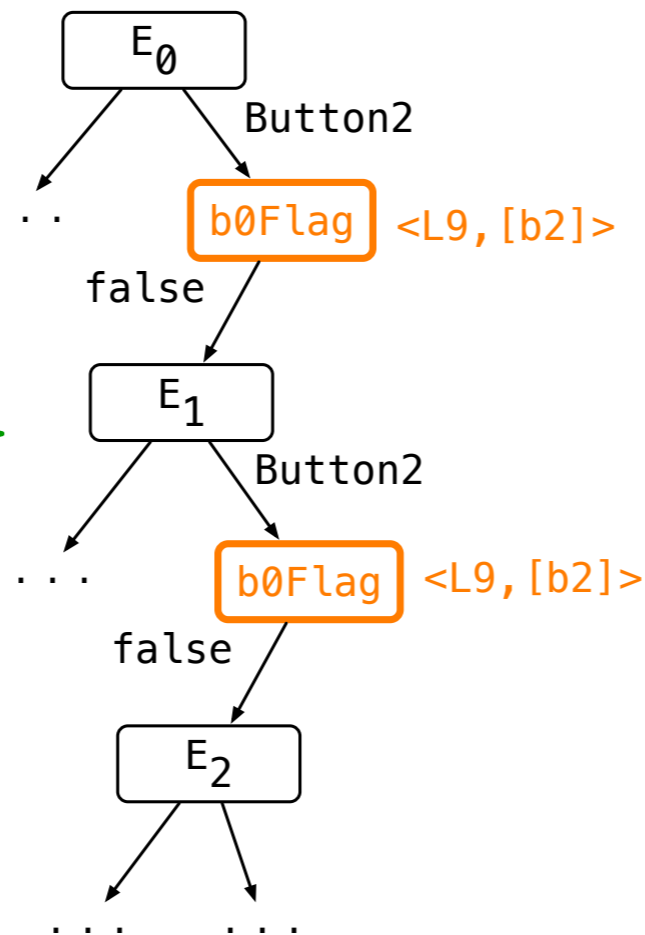 E0
Button2
..
b0Flag <L9,[b2]>
false
E1
Button2
...
b0Flag <L9,[b2]>
false
E2
... ...